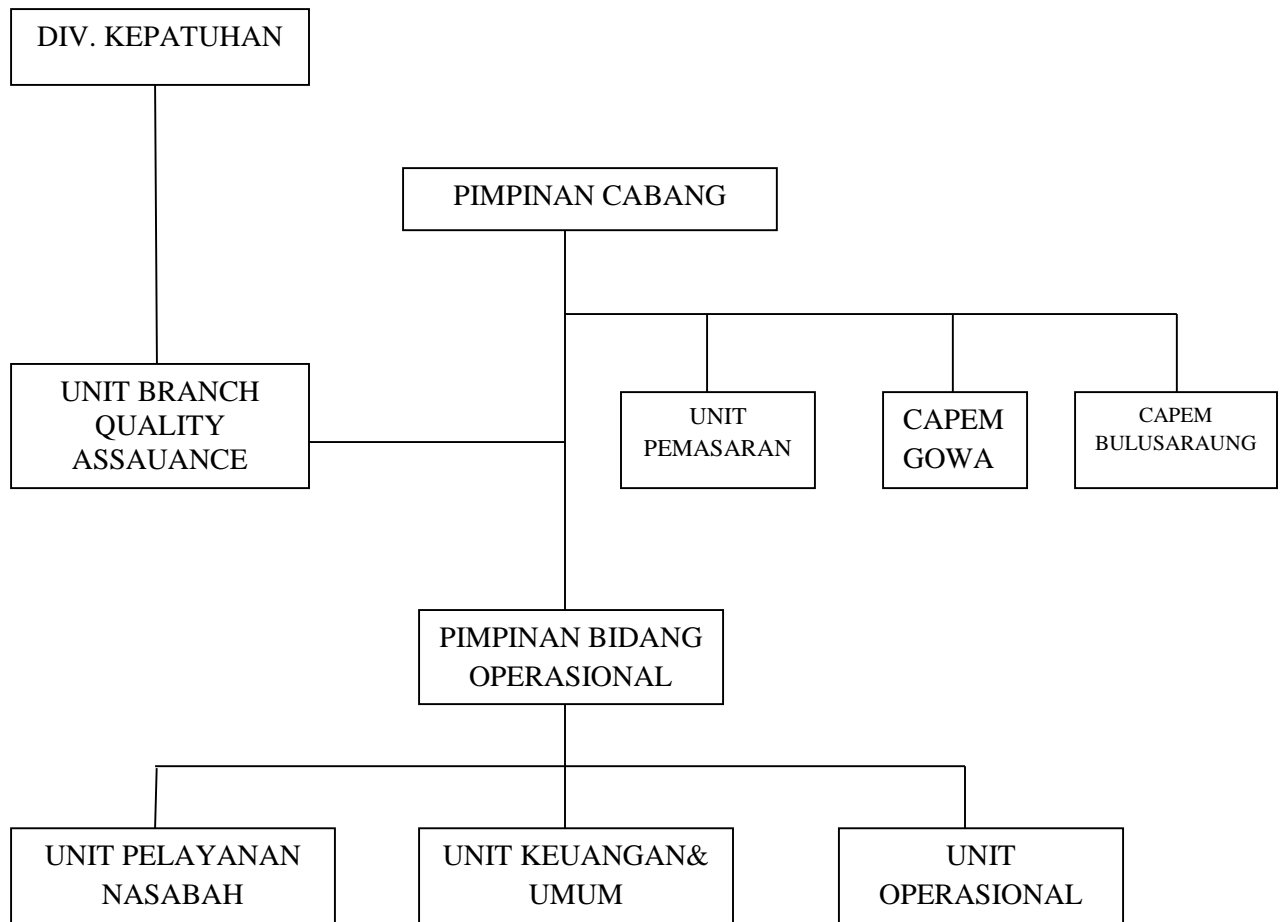 DIV. KEPATUHAN
PIMPINAN CABANG
UNIT BRANCH
QUALITY
ASSAUANCE
UNIT
PEMASARAN
CAPEM
GOWA
CAPEM
BULUSARAUNG
PIMPINAN BIDANG
OPERASIONAL
UNIT PELAYANAN
NASABAH
UNIT KEUANGAN&
UMUM
UNIT
OPERASIONAL